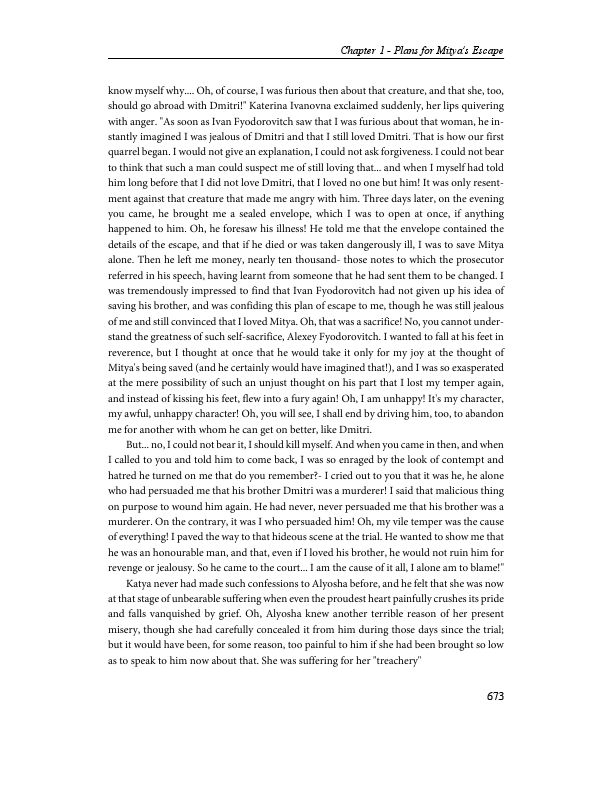 Chapter 1 - Plans for Mitya's Escape
know myself why.... Oh, of course, I was furious then about that creature, and that she, too,
should go abroad with Dmitri!" Katerina Ivanovna exclaimed suddenly, her lips quivering
with anger. "As soon as Ivan Fyodorovitch saw that I was furious about that woman, he in-
stantly imagined I was jealous of Dmitri and that I still loved Dmitri. That is how our first
quarrel began. I would not give an explanation, I could not ask forgiveness. I could not bear
to think that such a man could suspect me of still loving that... and when I myself had told
him long before that I did not love Dmitri, that I loved no one but him! It was only resent-
ment against that creature that made me angry with him. Three days later, on the evening
you came, he brought me a sealed envelope, which I was to open at once, if anything
happened to him. Oh, he foresaw his illness! He told me that the envelope contained the
details of the escape, and that if he died or was taken dangerously ill, I was to save Mitya
alone. Then he left me money, nearly ten thousand- those notes to which the prosecutor
referred in his speech, having learnt from someone that he had sent them to be changed. I
was tremendously impressed to find that Ivan Fyodorovitch had not given up his idea of
saving his brother, and was confiding this plan of escape to me, though he was still jealous
of me and still convinced that I loved Mitya. Oh, that was a sacrifice! No, you cannot under-
stand the greatness of such self-sacrifice, Alexey Fyodorovitch. I wanted to fall at his feet in
reverence, but I thought at once that he would take it only for my joy at the thought of
Mitya's being saved (and he certainly would have imagined that!), and I was so exasperated
at the mere possibility of such an unjust thought on his part that I lost my temper again,
and instead of kissing his feet, flew into a fury again! Oh, I am unhappy! It's my character,
my awful, unhappy character! Oh, you will see, I shall end by driving him, too, to abandon
me for another with whom he can get on better, like Dmitri.
But... no, I could not bear it, I should kill myself. And when you came in then, and when
I called to you and told him to come back, I was so enraged by the look of contempt and
hatred he turned on me that do you remember?- I cried out to you that it was he, he alone
who had persuaded me that his brother Dmitri was a murderer! I said that malicious thing
on purpose to wound him again. He had never, never persuaded me that his brother was a
murderer. On the contrary, it was I who persuaded him! Oh, my vile temper was the cause
of everything! I paved the way to that hideous scene at the trial. He wanted to show me that
he was an honourable man, and that, even if I loved his brother, he would not ruin him for
revenge or jealousy. So he came to the court... I am the cause of it all, I alone am to blame!"
Katya never had made such confessions to Alyosha before, and he felt that she was now
at that stage of unbearable suffering when even the proudest heart painfully crushes its pride
and falls vanquished by grief. Oh, Alyosha knew another terrible reason of her present
misery, though she had carefully concealed it from him during those days since the trial;
but it would have been, for some reason, too painful to him if she had been brought so low
as to speak to him now about that. She was suffering for her "treachery"
673